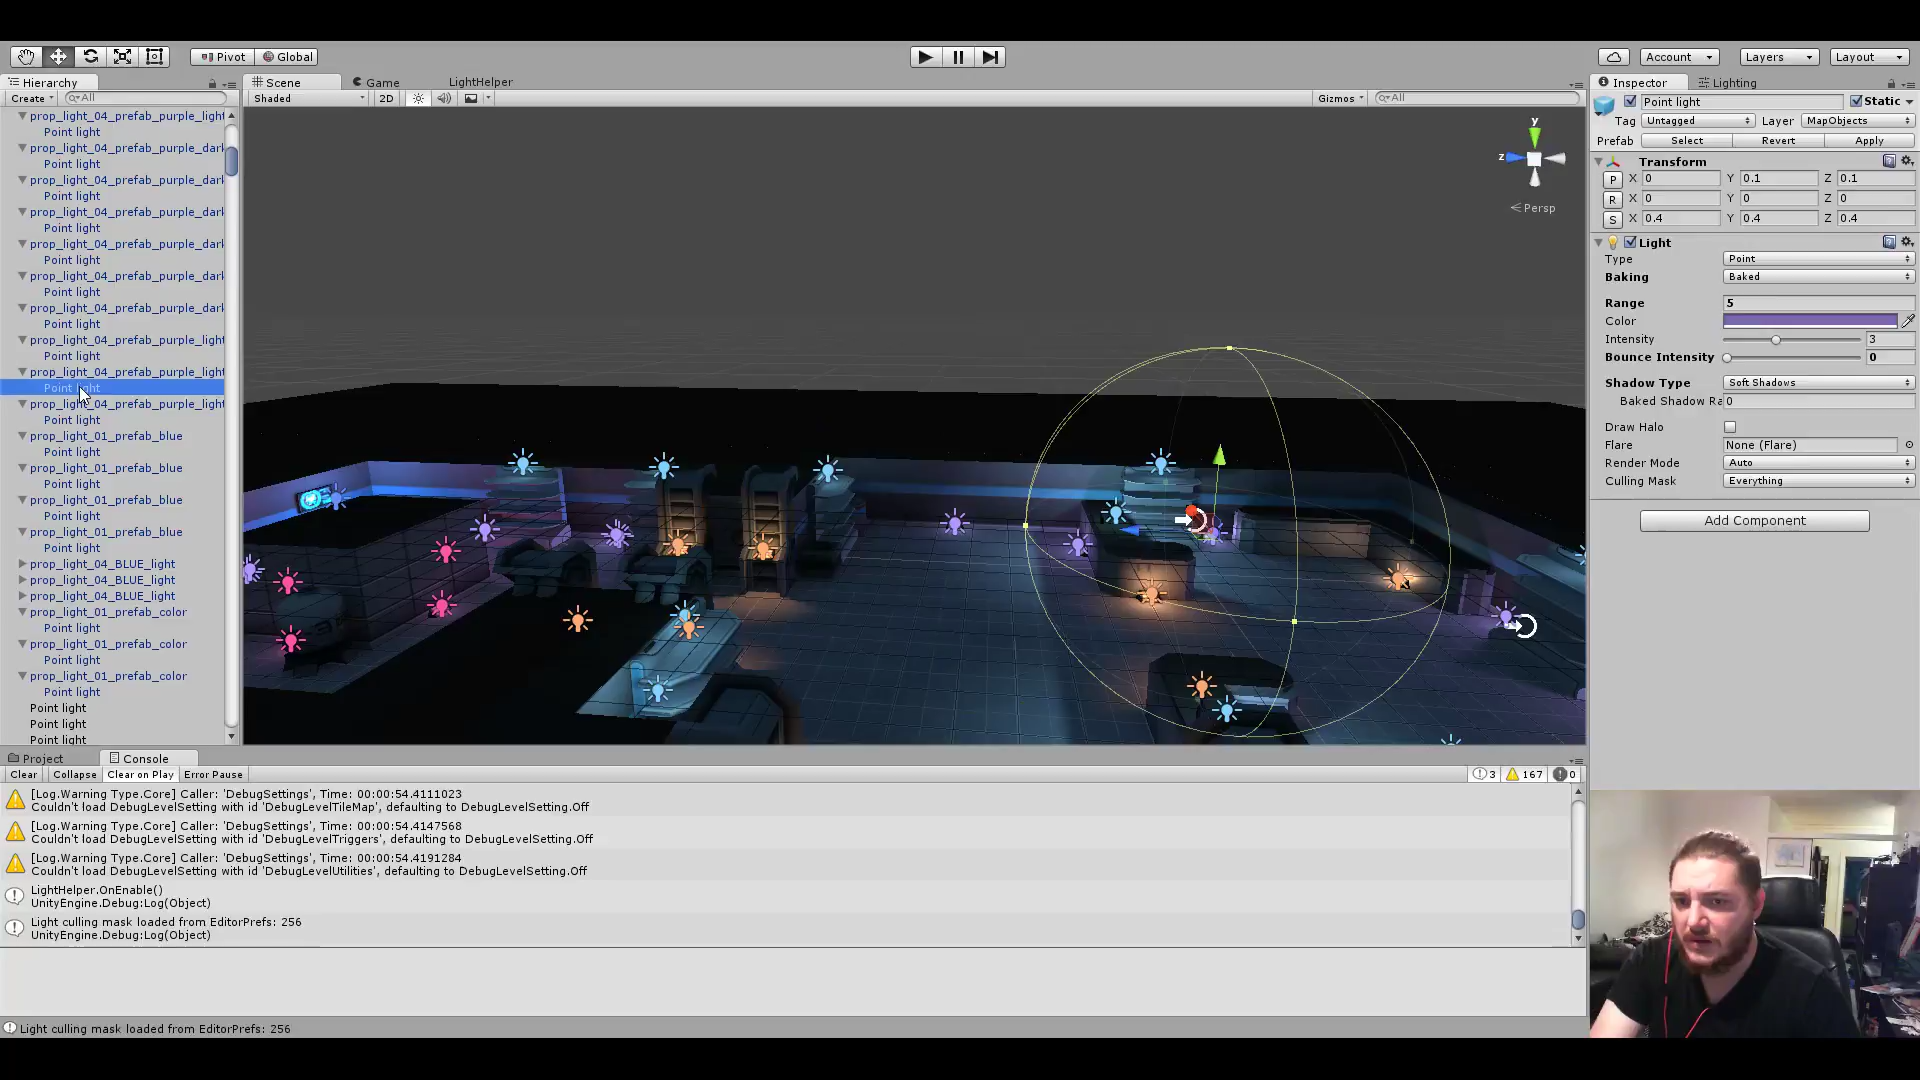 Pivot
Global
Account
Layers
Layout
Hierarchy
Scene
Game
LightHelper
Inspector
Lighting
Create
All
Shaded
2D
Gizmos
All
prop_light_04_prefab_purple_light
Point light
prop_light_04_prefab_purple_dark
Point light
prop_light_04_prefab_purple_dark
Point light
prop_light_04_prefab_purple_dark
Point light
prop_light_04_prefab_purple_dark
Point light
prop_light_04_prefab_purple_dark
Point light
prop_light_04_prefab_purple_dark
Point light
prop_light_04_prefab_purple_light
Point light
prop_light_04_prefab_purple_light
Point light
prop_light_04_prefab_purple_light
Point light
prop_light_01_prefab_blue
Point light
prop_light_01_prefab_blue
Point light
prop_light_01_prefab_blue
Point light
prop_light_01_prefab_blue
Point light
prop_light_04_BLUE_light
prop_light_04_BLUE_light
prop_light_04_BLUE_light
prop_light_01_prefab_color
Point light
prop_light_01_prefab_color
Point light
prop_light_01_prefab_color
Point light
Point light
Point light
Point light
y
z
Persp
Point light
Static
Tag Untagged Layer MapObjects
Prefab Select Revert Apply
Transform
P X 0 Y 0.1 Z 0.1
R X 0 Y 0 Z 0
S X 0.4 Y 0.4 Z 0.4
Light
Type Point
Baking Baked
Range 5
Color
Intensity 3
Bounce Intensity 0
Shadow Type Soft Shadows
Baked Shadow Ra 0
Draw Halo
Flare None (Flare)
Render Mode Auto
Culling Mask Everything
Add Component
Project
Console
Clear
Collapse
Clear on Play
Error Pause
3
167
0
[Log.Warning Type.Core] Caller: 'DebugSettings', Time: 00:00:54.4111023
Couldn't load DebugLevelSetting with id 'DebugLevelTileMap', defaulting to DebugLevelSetting.Off
[Log.Warning Type.Core] Caller: 'DebugSettings', Time: 00:00:54.4147568
Couldn't load DebugLevelSetting with id 'DebugLevelTriggers', defaulting to DebugLevelSetting.Off
[Log.Warning Type.Core] Caller: 'DebugSettings', Time: 00:00:54.4191284
Couldn't load DebugLevelSetting with id 'DebugLevelUtilities', defaulting to DebugLevelSetting.Off
LightHelper.OnEnable()
UnityEngine.Debug:Log(Object)
Light culling mask loaded from EditorPrefs: 256
UnityEngine.Debug:Log(Object)
Light culling mask loaded from EditorPrefs: 256